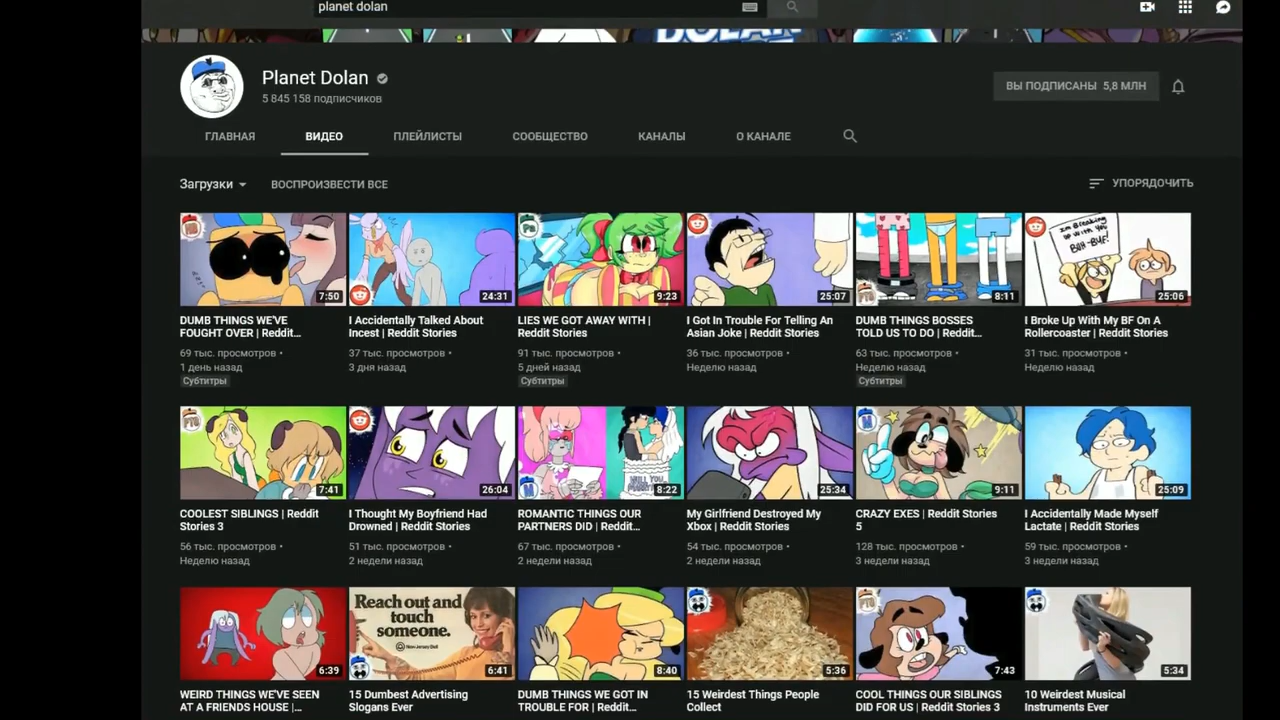 planet dolan
Planet Dolan
5 845 158 подписчиков
ВЫ ПОДПИСАНЫ 5,8 МЛН
ГЛАВНАЯ ВИДЕО ПЛЕЙЛИСТЫ СООБЩЕСТВО КАНАЛЫ О КАНАЛЕ
Загрузки ВОСПРОИЗВЕСТИ ВСЕ УПОРЯДОЧИТЬ
I'm Breaking
up with You
BUH-BYE!
7:50 24:31 9:23 25:07 8:11 25:06
DUMB THINGS WE'VE
FOUGHT OVER | Reddit...
69 тыс. просмотров •
1 день назад
Субтитры
I Accidentally Talked About
Incest | Reddit Stories
37 тыс. просмотров •
3 дня назад
LIES WE GOT AWAY WITH |
Reddit Stories
91 тыс. просмотров •
5 дней назад
Субтитры
I Got In Trouble For Telling An
Asian Joke | Reddit Stories
36 тыс. просмотров •
Неделю назад
DUMB THINGS BOSSES
TOLD US TO DO | Reddit...
63 тыс. просмотров •
Неделю назад
Субтитры
I Broke Up With My BF On A
Rollercoaster | Reddit Stories
31 тыс. просмотров •
Неделю назад
7:41 26:04 8:22 25:34 9:11 25:09
COOLEST SIBLINGS | Reddit
Stories 3
56 тыс. просмотров •
Неделю назад
I Thought My Boyfriend Had
Drowned | Reddit Stories
51 тыс. просмотров •
2 недели назад
ROMANTIC THINGS OUR
PARTNERS DID | Reddit...
67 тыс. просмотров •
2 недели назад
My Girlfriend Destroyed My
Xbox | Reddit Stories
54 тыс. просмотров •
2 недели назад
CRAZY EXES | Reddit Stories
5
128 тыс. просмотров •
3 недели назад
I Accidentally Made Myself
Lactate | Reddit Stories
59 тыс. просмотров •
3 недели назад
Reach out and
touch
someone.
New Jersey Bell
6:39 6:41 8:40 5:36 7:43 5:34
WEIRD THINGS WE'VE SEEN
AT A FRIENDS HOUSE |...
15 Dumbest Advertising
Slogans Ever
DUMB THINGS WE GOT IN
TROUBLE FOR | Reddit...
15 Weirdest Things People
Collect
COOL THINGS OUR SIBLINGS
DID FOR US | Reddit Stories 3
10 Weirdest Musical
Instruments Ever